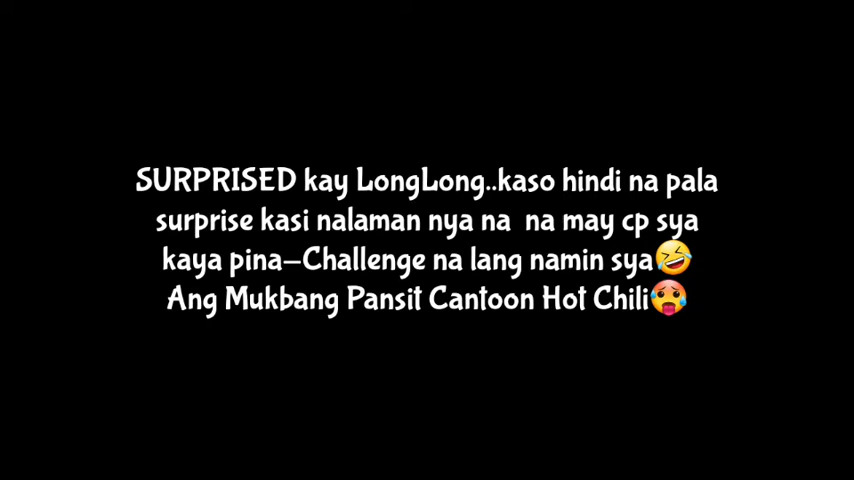 SURPRISED kay LongLong..kaso hindi na pala
surprise kasi nalaman nya na na may cp sya
kaya pina-Challenge na lang namin sya🤣
Ang Mukbang Pansit Cantoon Hot Chili🥵